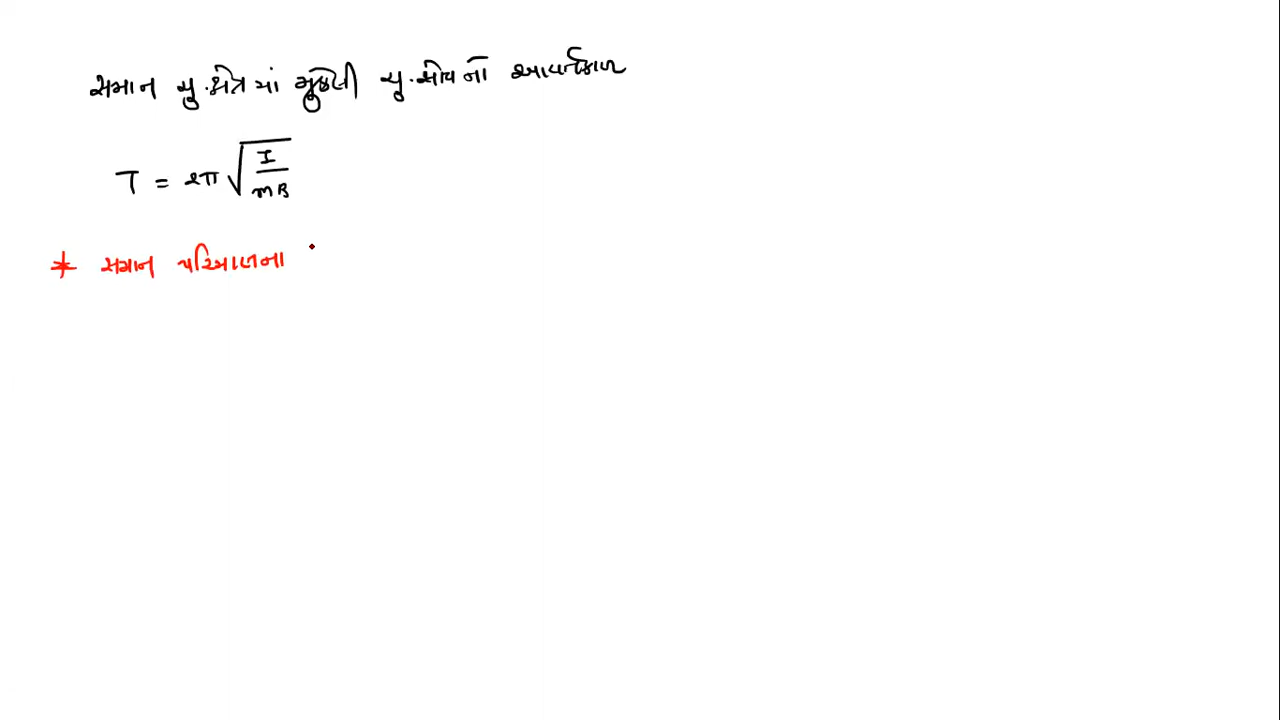 સમાન ચુ.ક્ષેત્રમાં મૂકેલી ચુ.સોયનો આવર્તકાળ
T = 2π√(I/mB)
* સમાન પરિમાણના